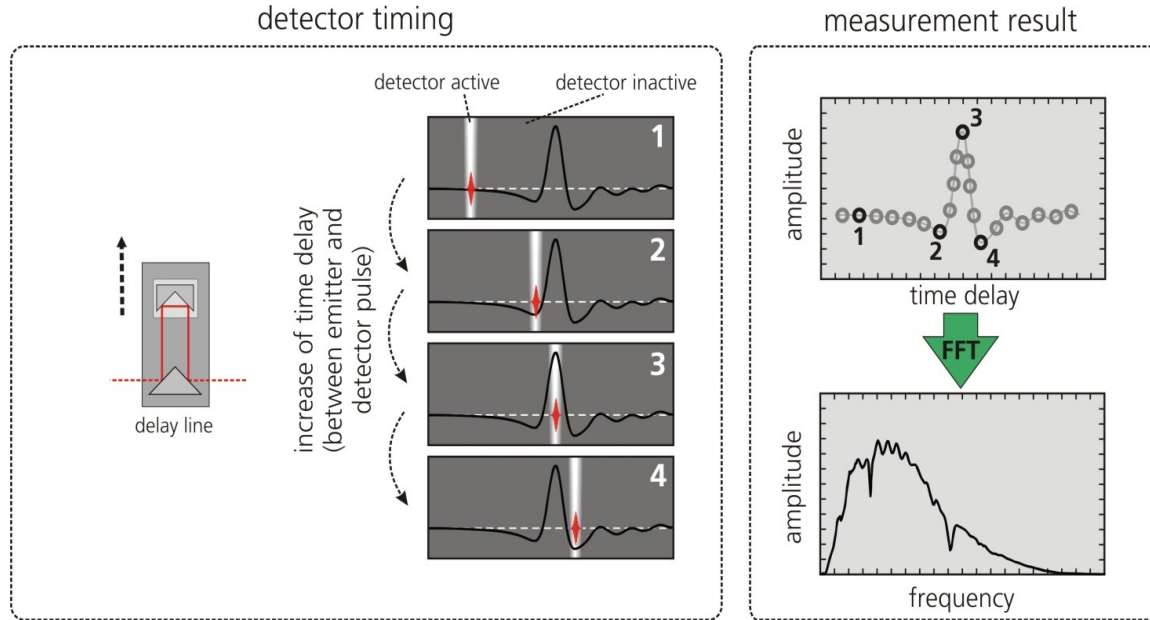 detector timing
detector active
detector inactive
1
2
3
4
increase of time delay
(between emitter and
detector pulse)
delay line
measurement result
amplitude
3
1
2
4
time delay
FFT
amplitude
frequency